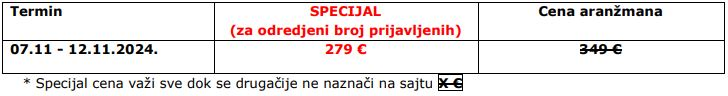 Termin SPECIJAL Cena aranžmana
(za odredjeni broj prijavljenih)
07.11 - 12.11.2024. 279 € 349 €
* Specijal cena važi sve dok se drugačije ne naznači na sajtu X €